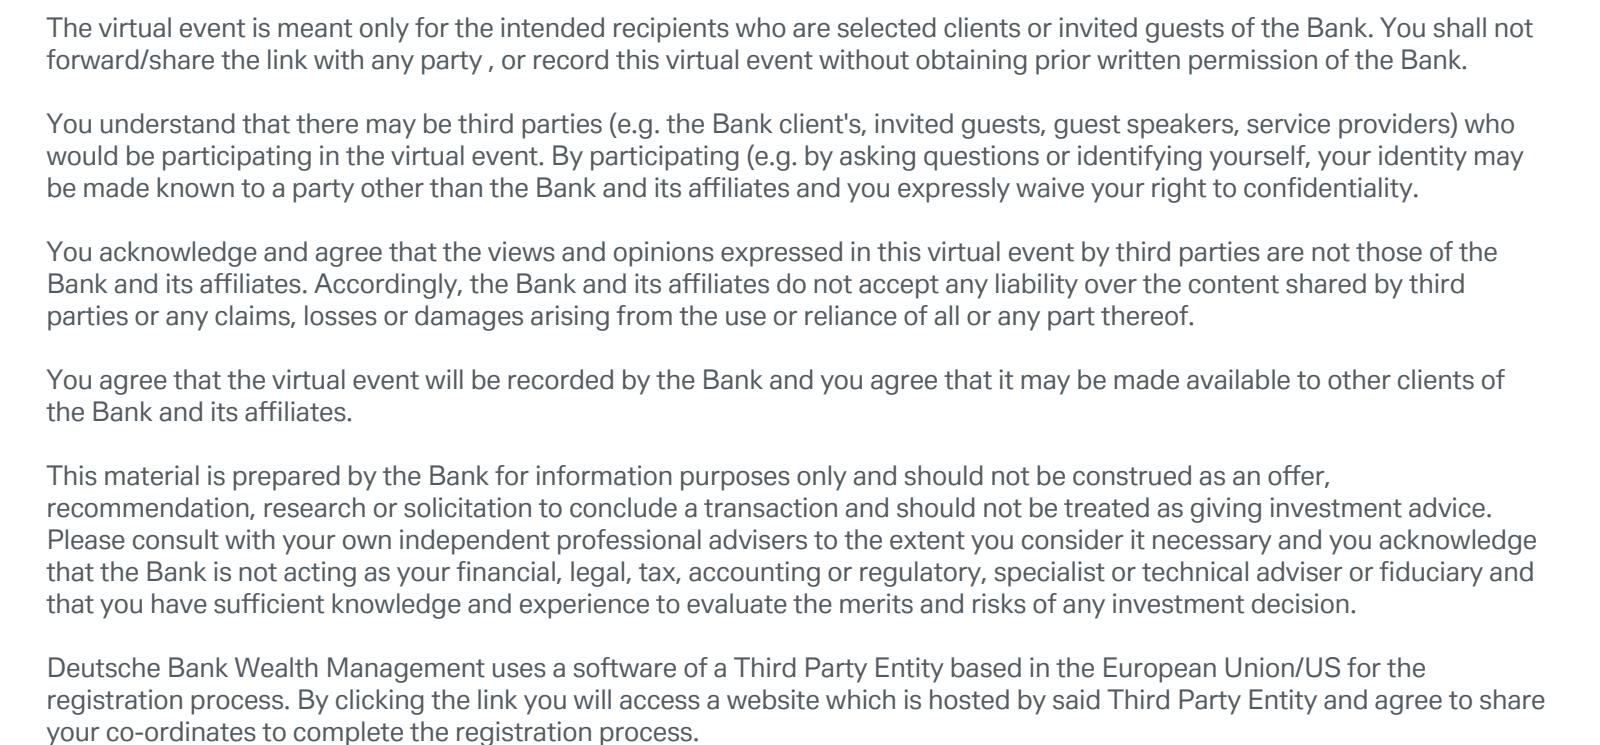 The virtual event is meant only for the intended recipients who are selected clients or invited guests of the Bank. You shall not
forward/share the link with any party , or record this virtual event without obtaining prior written permission of the Bank.
You understand that there may be third parties (e.g. the Bank client's, invited guests, guest speakers, service providers) who
would be participating in the virtual event. By participating (e.g. by asking questions or identifying yourself, your identity may
be made known to a party other than the Bank and its affiliates and you expressly waive your right to confidentiality.
You acknowledge and agree that the views and opinions expressed in this virtual event by third parties are not those of the
Bank and its affiliates. Accordingly, the Bank and its affiliates do not accept any liability over the content shared by third
parties or any claims, losses or damages arising from the use or reliance of all or any part thereof.
You agree that the virtual event will be recorded by the Bank and you agree that it may be made available to other clients of
the Bank and its affiliates.
This material is prepared by the Bank for information purposes only and should not be construed as an offer,
recommendation, research or solicitation to conclude a transaction and should not be treated as giving investment advice.
Please consult with your own independent professional advisers to the extent you consider it necessary and you acknowledge
that the Bank is not acting as your financial, legal, tax, accounting or regulatory, specialist or technical adviser or fiduciary and
that you have sufficient knowledge and experience to evaluate the merits and risks of any investment decision.
Deutsche Bank Wealth Management uses a software of a Third Party Entity based in the European Union/US for the
registration process. By clicking the link you will access a website which is hosted by said Third Party Entity and agree to share
your co-ordinates to complete the registration process.